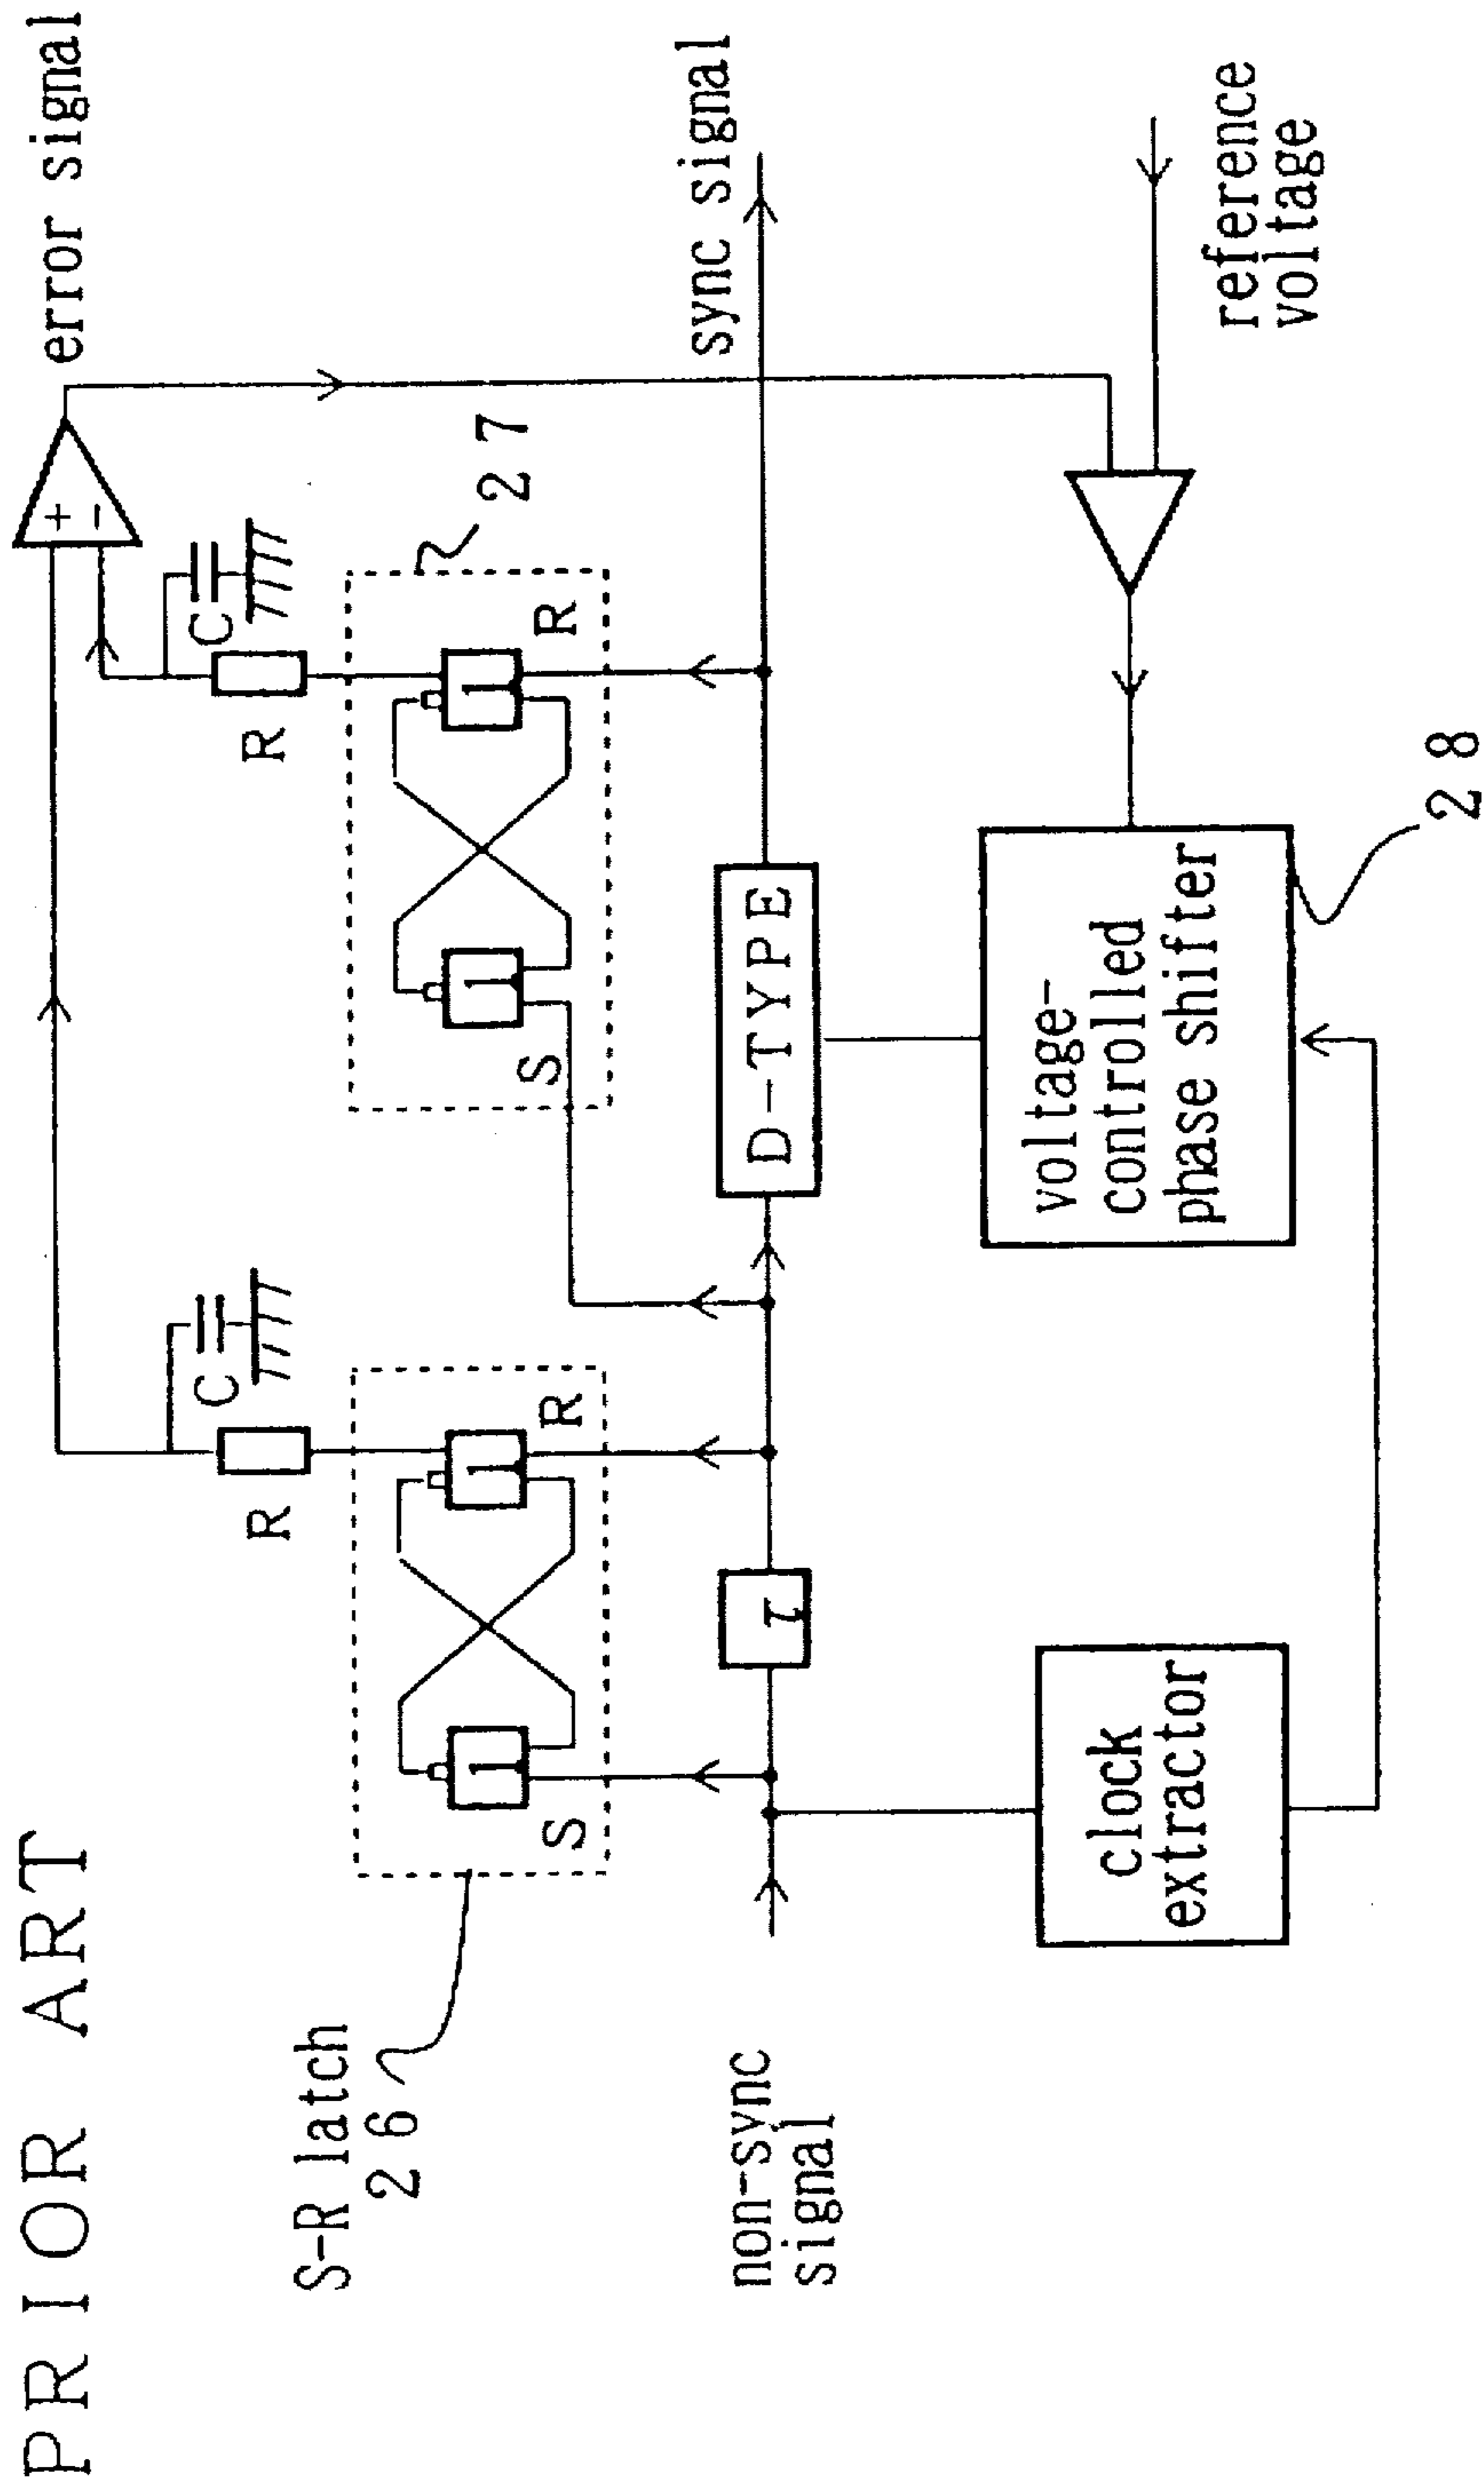 PRIOR ART
error signal
+
-
C
R
C
R
S-R latch
26
27
1
1
S
R
1
1
S
R
sync signal
non-sync
signal
τ
D-TYPE
clock
extractor
voltage-
controlled
phase shifter
28
reference
voltage